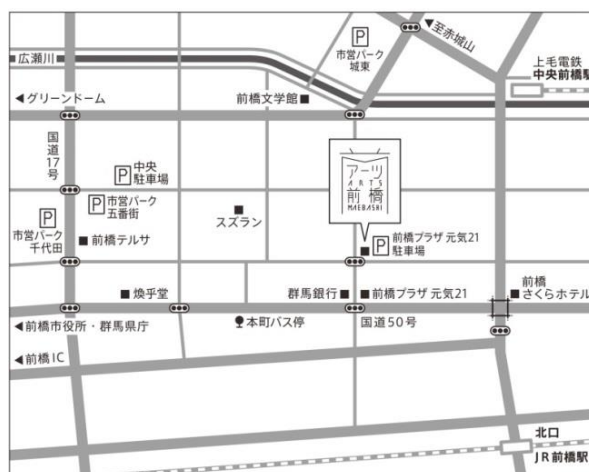 至赤城山
P
市営パーク
城東
広瀬川
上毛電鉄
中央前橋駅
グリーンドーム
前橋文学館
国道17号
アーツ
ARTS
前橋
MAEBASHI
P 中央
駐車場
P 市営パーク
五番街
P
市営パーク
千代田
前橋テルサ
スズラン
P 前橋プラザ 元気21
駐車場
煥乎堂
群馬銀行
前橋プラザ 元気21
前橋
さくらホテル
前橋市役所・群馬県庁
本町バス停
国道50号
前橋IC
北口
JR前橋駅